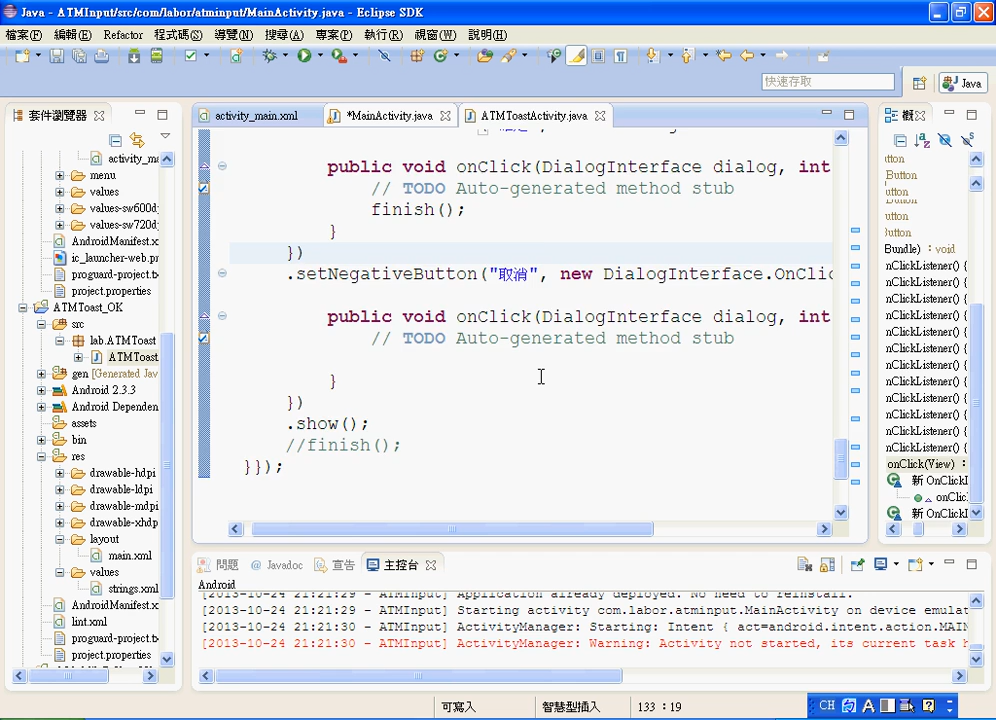 Java - ATMInput/src/com/labor/atminput/MainActivity.java - Eclipse SDK
檔案(F) 編輯(E) Refactor 程式碼(S) 導覽(N) 搜尋(A) 專案(P) 執行(R) 視窗(W) 說明(H)
快速存取
Java
套件瀏覽器
activity_ma
menu
values
values-sw600d
values-sw720d
AndroidManifest.x
ic_launcher-web.pr
proguard-project.t
project.properties
ATMToast_OK
src
lab.ATMToast
ATMToast
gen [Generated Jav
Android 2.3.3
Android Depender
assets
bin
res
drawable-hdpi
drawable-ldpi
drawable-mdpi
drawable-xhdp
layout
main.xml
values
strings.xml
AndroidManifest.x
lint.xml
proguard-project.t
project.properties
activity_main.xml
*MainActivity.java
ATMToastActivity.java
public void onClick(DialogInterface dialog, int
// TODO Auto-generated method stub
finish();
}
})
.setNegativeButton("取消", new DialogInterface.OnClic
public void onClick(DialogInterface dialog, int
// TODO Auto-generated method stub
}
})
.show();
//finish();
}});
概
utton
Button
utton
Button
utton
Button
Bundle) : void
nClickListener() {
nClickListener() {
nClickListener() {
nClickListener() {
nClickListener() {
nClickListener() {
nClickListener() {
nClickListener() {
nClickListener() {
nClickListener() {
nClickListener() {
nClickListener() {
onClick(View) :
新 OnClickL
onClic
新 OnClickL
問題
Javadoc
宣告
主控台
Android
[2013-10-24 21:21:29 - ATMInput] Application already deployed. No need to reinstall.
[2013-10-24 21:21:29 - ATMInput] Starting activity com.labor.atminput.MainActivity on device emulat
[2013-10-24 21:21:30 - ATMInput] ActivityManager: Starting: Intent { act=android.intent.action.MAIN
[2013-10-24 21:21:30 - ATMInput] ActivityManager: Warning: Activity not started, its current task h
可寫入
智慧型插入
133 : 19
CH